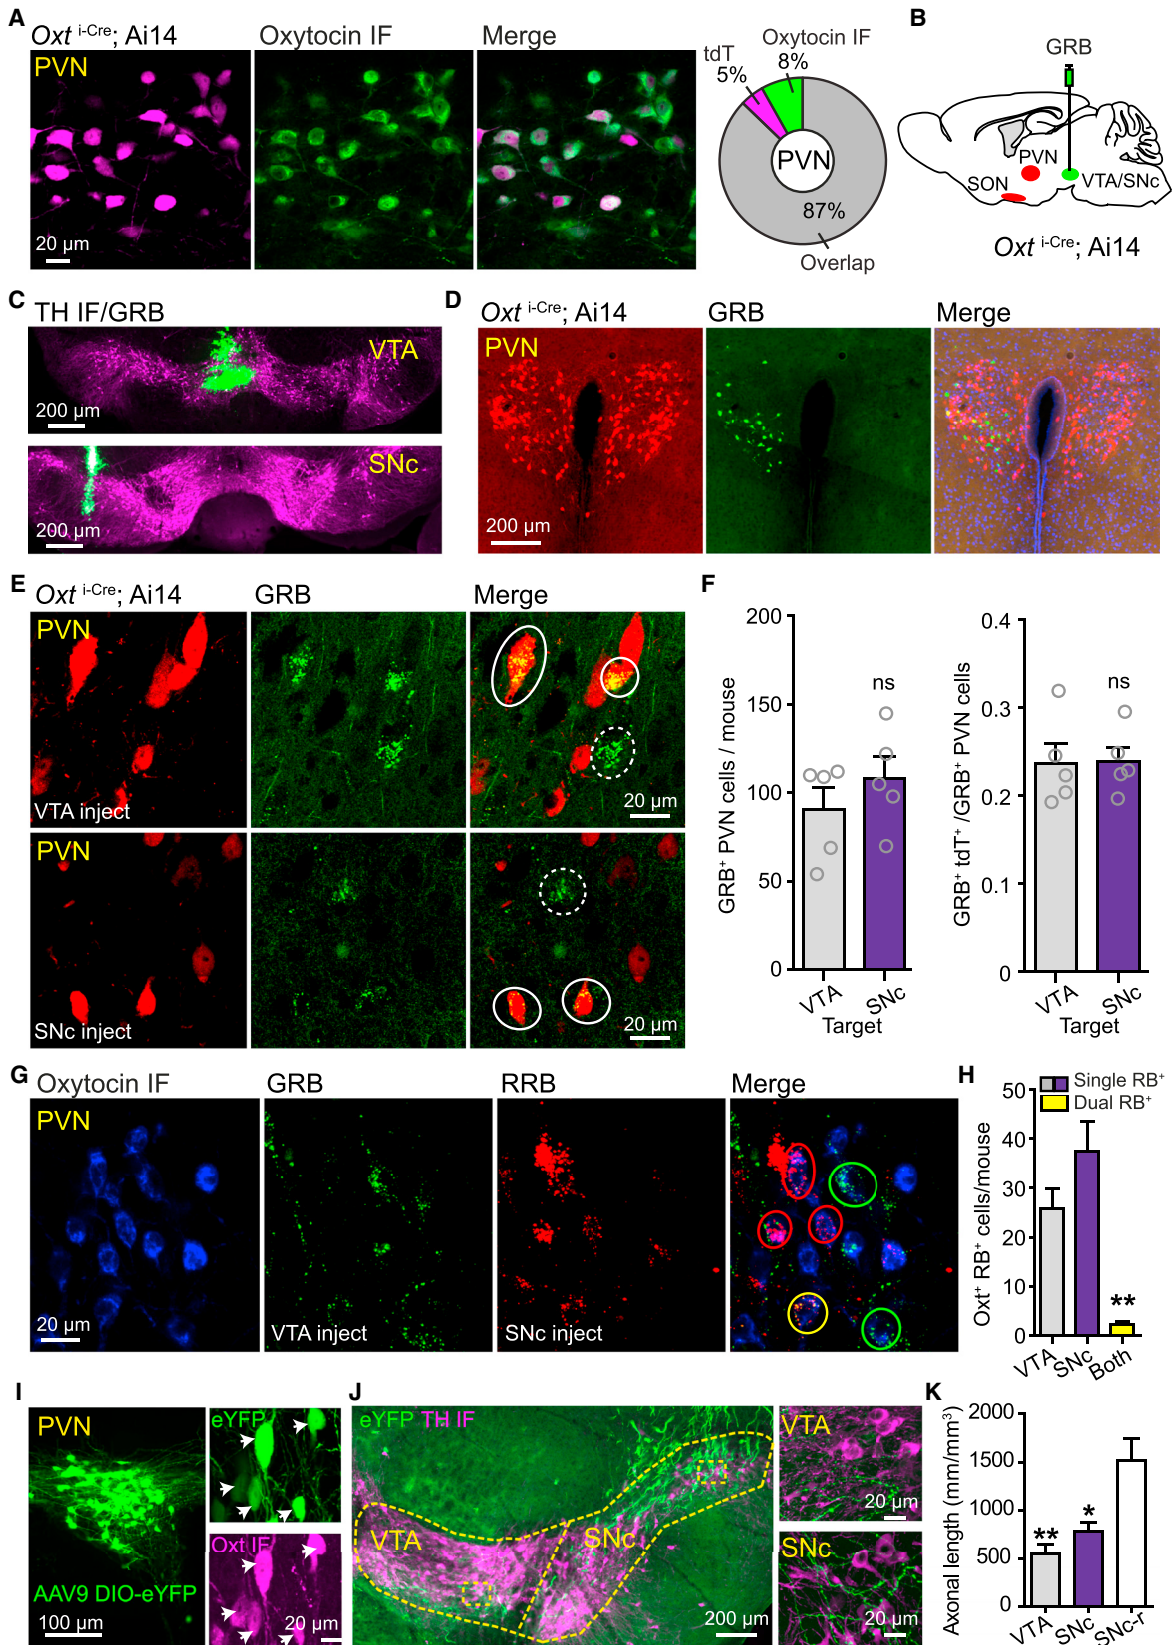 A
Oxt i-Cre; Ai14
Oxytocin IF
Merge
PVN
20 µm
tdT
5%
Oxytocin IF
8%
PVN
87%
Overlap
B
GRB
PVN
SON
VTA/SNc
Oxt i-Cre; Ai14
C
TH IF/GRB
VTA
200 µm
SNc
200 µm
D
Oxt i-Cre; Ai14
GRB
Merge
PVN
200 µm
E
Oxt i-Cre; Ai14
GRB
Merge
PVN
VTA inject
20 µm
PVN
SNc inject
20 µm
F
GRB+ PVN cells / mouse
200
150
100
50
0
ns
VTA
SNc
Target
GRB+ tdT+ /GRB+ PVN cells
0.4
0.3
0.2
0.1
0
ns
VTA
SNc
Target
G
Oxytocin IF
GRB
RRB
Merge
PVN
20 µm
VTA inject
SNc inject
H
Single RB+
Dual RB+
Oxt+ RB+ cells/mouse
50
40
30
20
10
0
**
VTA
SNc
Both
I
PVN
AAV9 DIO-eYFP
100 µm
eYFP
Oxt IF
20 µm
J
eYFP TH IF
VTA
SNc
200 µm
VTA
20 µm
SNc
20 µm
K
Axonal length (mm/mm3)
2000
1500
1000
500
0
**
*
VTA
SNc
SNc-r